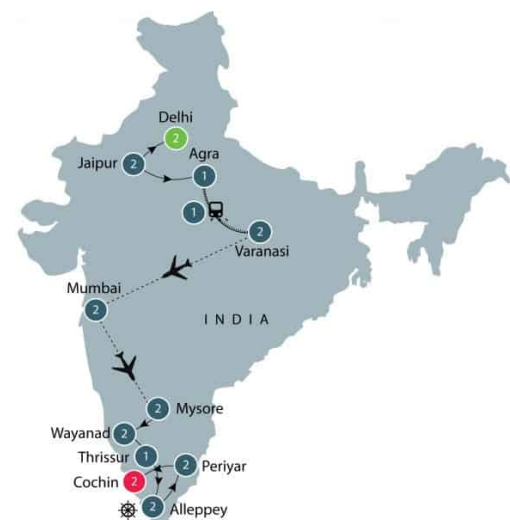 Delhi
2
Agra
Jaipur
2
1
1
2
Varanasi
Mumbai
2
INDIA
2
Mysore
Wayanad
2
Thrissur
1
2
Periyar
Cochin
2
2
Alleppey